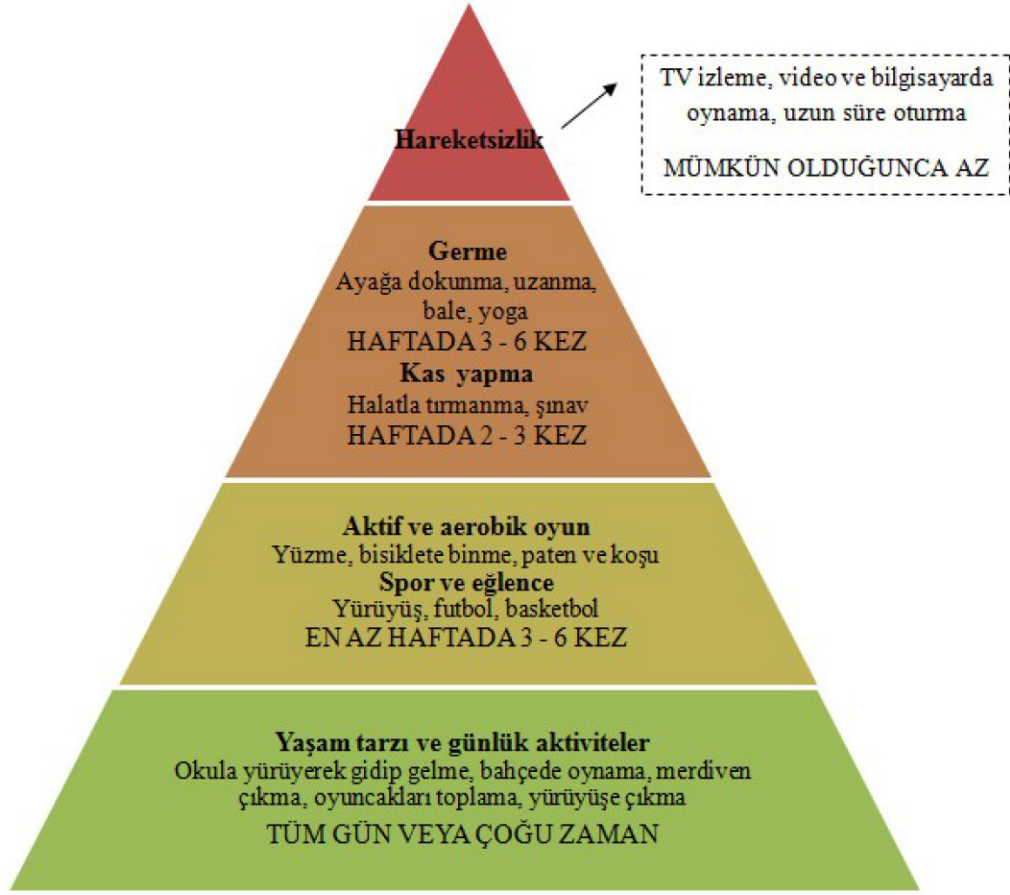 TV izleme, video ve bilgisayarda
oynama, uzun süre oturma
MÜMKÜN OLDUĞUNCA AZ
Hareketsizlik
Germe
Ayağa dokunma, uzanma,
bale, yoga
HAFTADA 3 - 6 KEZ
Kas yapma
Halatla tırmanma, şınav
HAFTADA 2 - 3 KEZ
Aktif ve aerobik oyun
Yüzme, bisiklete binme, paten ve koşu
Spor ve eğlence
Yürüyüş, futbol, basketbol
EN AZ HAFTADA 3 - 6 KEZ
Yaşam tarzı ve günlük aktiviteler
Okula yürüyerek gidip gelme, bahçede oynama, merdiven
çıkma, oyuncakları toplama, yürüyüşe çıkma
TÜM GÜN VEYA ÇOĞU ZAMAN